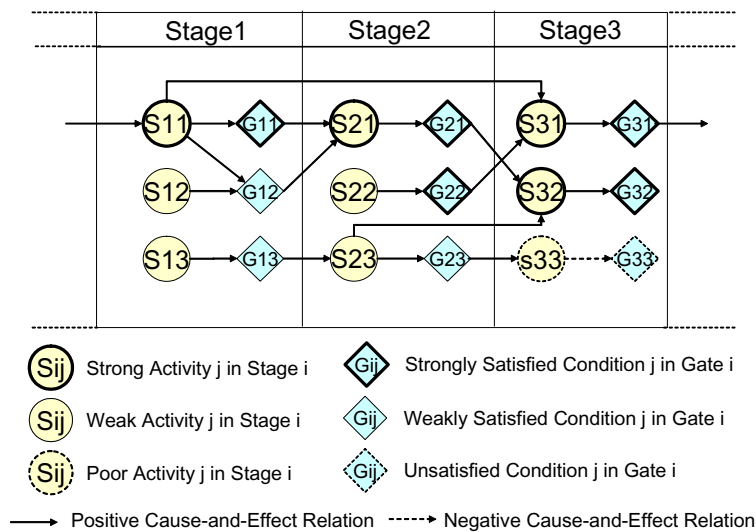 Stage1 Stage2 Stage3
S11 G11 S21 G21 S31 G31
S12 G12 S22 G22 S32 G32
S13 G13 S23 G23 s33 G33
Sij Strong Activity j in Stage i Gij Strongly Satisfied Condition j in Gate i
Sij Weak Activity j in Stage i Gij Weakly Satisfied Condition j in Gate i
Sij Poor Activity j in Stage i Gij Unsatisfied Condition j in Gate i
Positive Cause-and-Effect Relation Negative Cause-and-Effect Relation